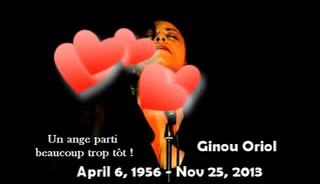 Un ange parti
beaucoup trop tôt !
Ginou Oriol
April 6, 1956 - Nov 25, 2013